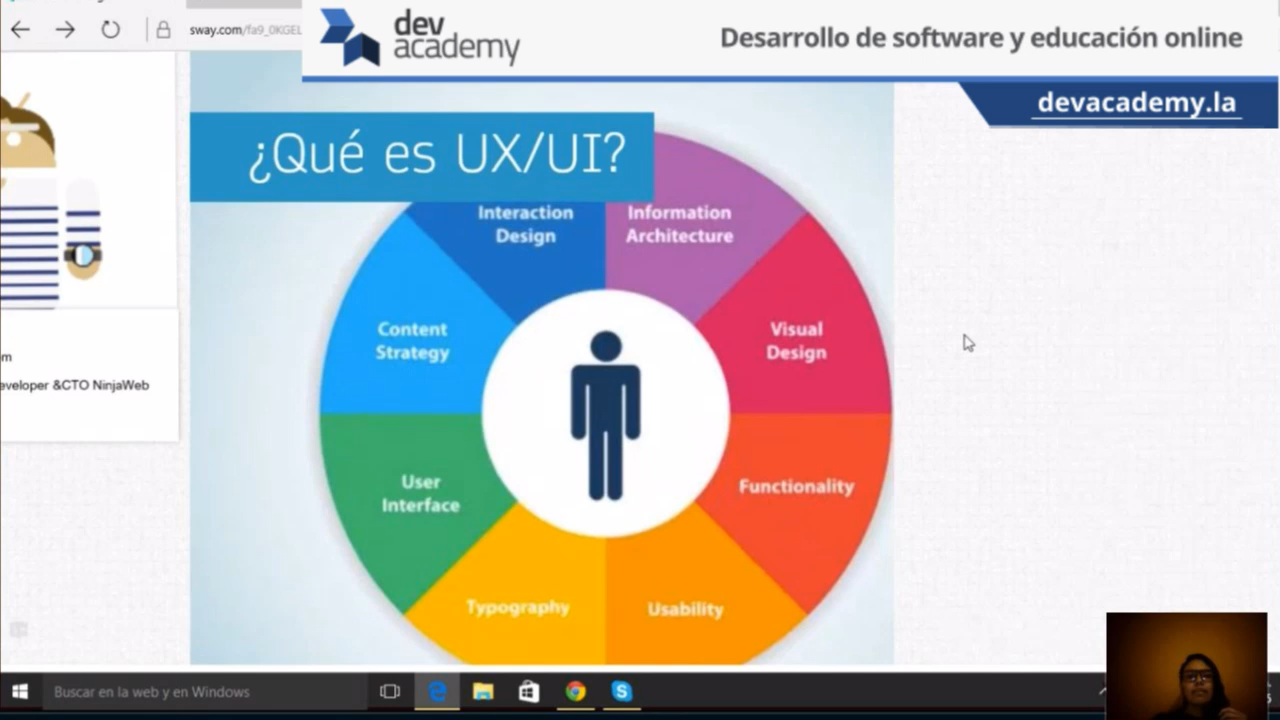 sway.com/fa9_0KGEL
dev
academy
Desarrollo de software y educación online
devacademy.la
¿Qué es UX/UI?
Interaction
Design
Information
Architecture
Content
Strategy
Visual
Design
User
Interface
Functionality
Typography
Usability
m
eveloper &CTO NinjaWeb
Buscar en la web y en Windows